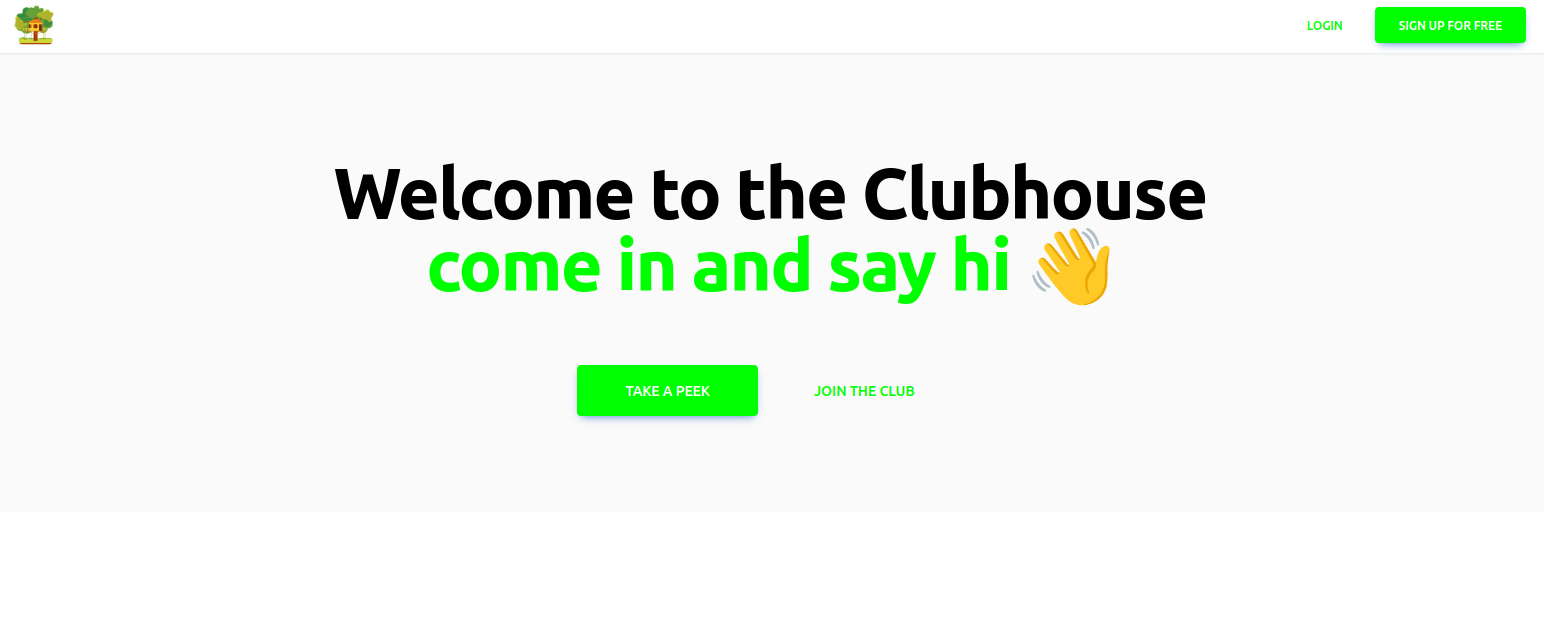 LOGIN
SIGN UP FOR FREE
Welcome to the Clubhouse
come in and say hi 👋
TAKE A PEEK
JOIN THE CLUB